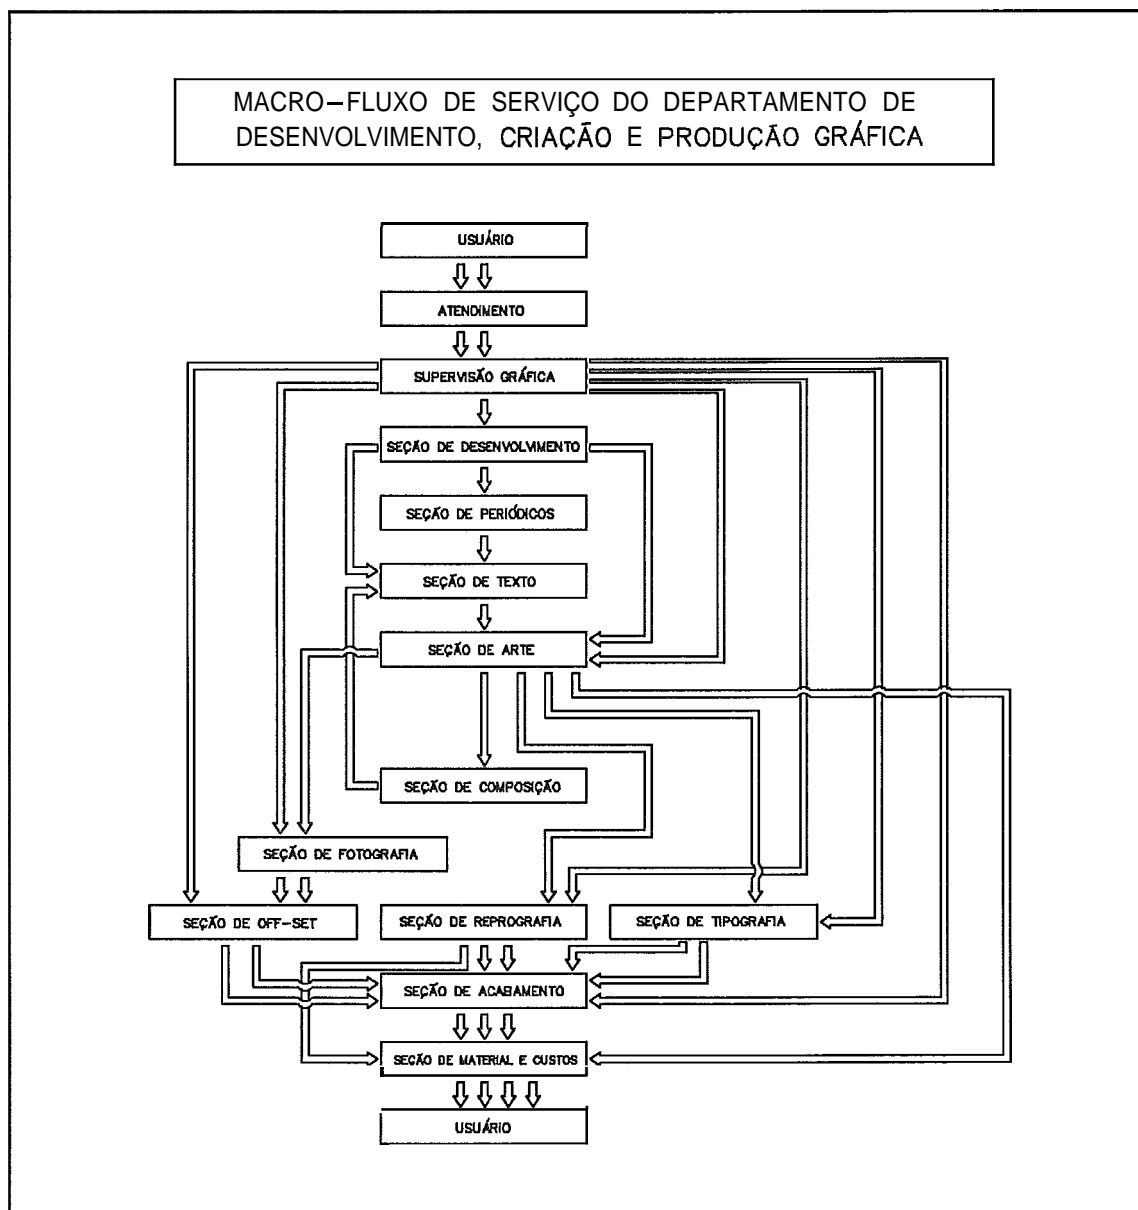 MACRO-FLUXO DE SERVIÇO DO DEPARTAMENTO DE
DESENVOLVIMENTO, CRIAÇÃO E PRODUÇÃO GRÁFICA
USUÁRIO
ATENDIMENTO
SUPERVISÃO GRÁFICA
SEÇÃO DE DESENVOLVIMENTO
SEÇÃO DE PERIÓDICOS
SEÇÃO DE TEXTO
SEÇÃO DE ARTE
SEÇÃO DE COMPOSIÇÃO
SEÇÃO DE FOTOGRAFIA
SEÇÃO DE OFF-SET
SEÇÃO DE REPROGRAFIA
SEÇÃO DE TIPOGRAFIA
SEÇÃO DE ACABAMENTO
SEÇÃO DE MATERIAL E CUSTOS
USUÁRIO